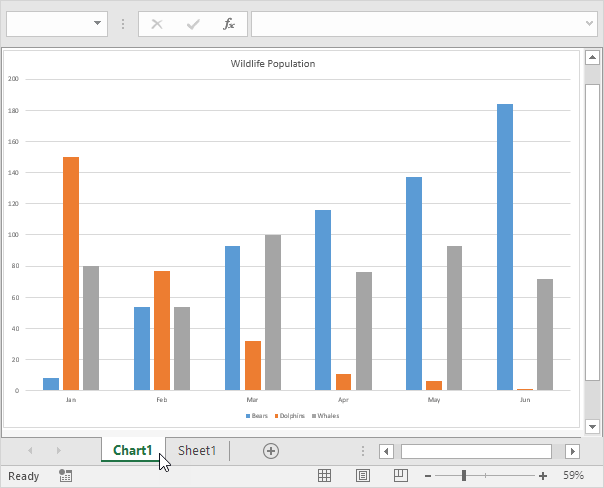 fx
Wildlife Population
200
180
160
140
120
100
80
60
40
20
0
Jan Feb Mar Apr May Jun
Bears Dolphins Whales
Chart1 Sheet1
Ready 59%